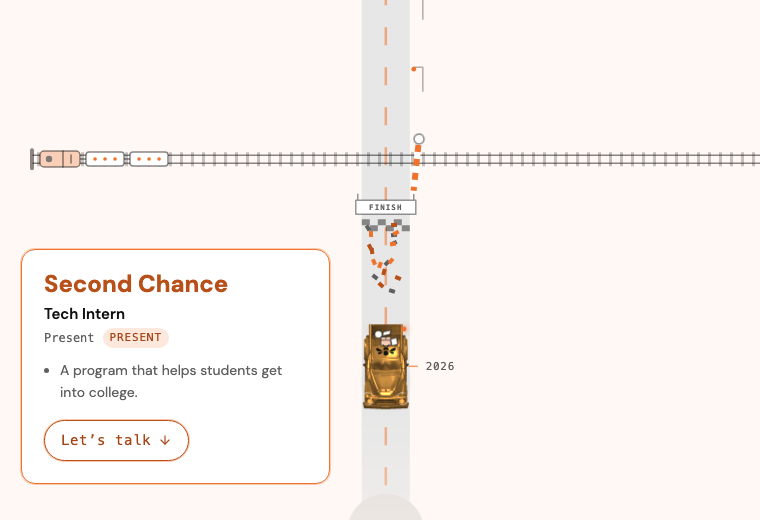 FINISH
Second Chance
Tech Intern
Present PRESENT
• A program that helps students get
into college.
Let’s talk ↓
2026